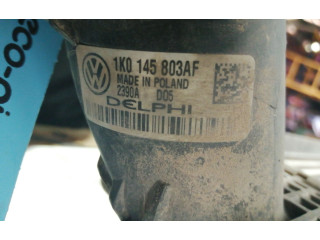 1K0 145 803AF
MADE IN POLAND
2390A D05
DELPHI